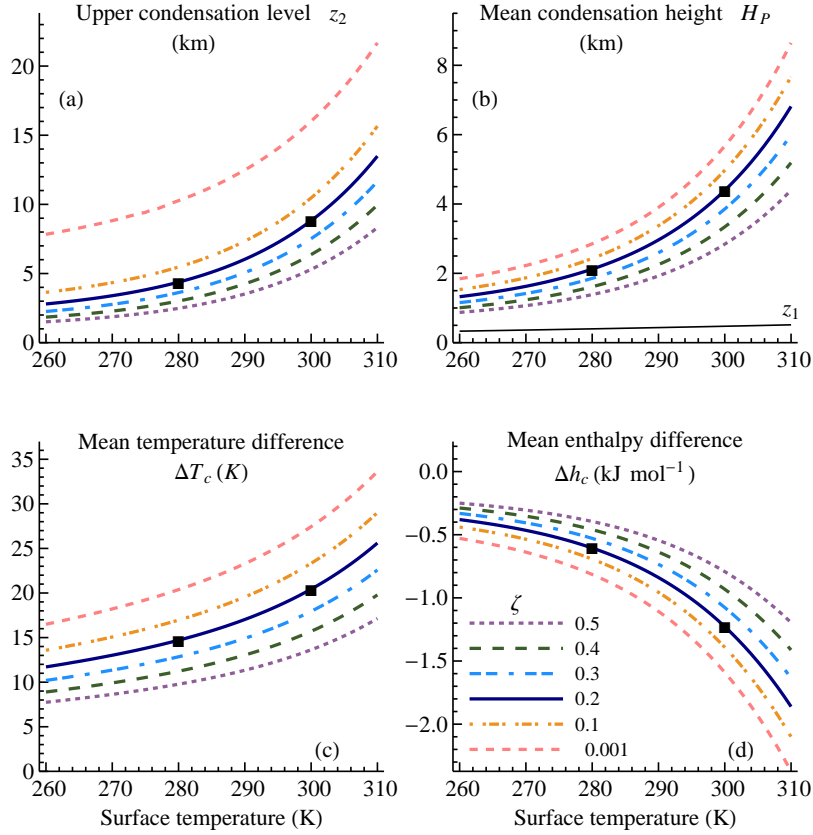 Upper condensation level z₂
(km)
(a)
20
15
10
5
0
260 270 280 290 300 310
Mean condensation height H_P
(km)
(b)
8
6
4
2
0
z₁
260 270 280 290 300 310
Mean temperature difference
ΔT_c (K)
35
30
25
20
15
10
5
0
(c)
260 270 280 290 300 310
Surface temperature (K)
Mean enthalpy difference
Δh_c (kJ mol⁻¹)
0.0
−0.5
−1.0
−1.5
−2.0
ζ
0.5
0.4
0.3
0.2
0.1
0.001
(d)
260 270 280 290 300 310
Surface temperature (K)